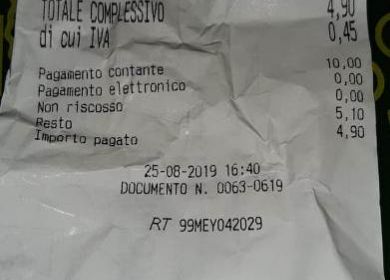 TOTALE COMPLESSIVO 4,90
di cui IVA 0,45
Pagamento contante 10,00
Pagamento elettronico 0,00
Non riscosso 0,00
Resto 5,10
Importo pagato 4,90
25-08-2019 16:40
DOCUMENTO N. 0063-0619
RT 99MEY042029